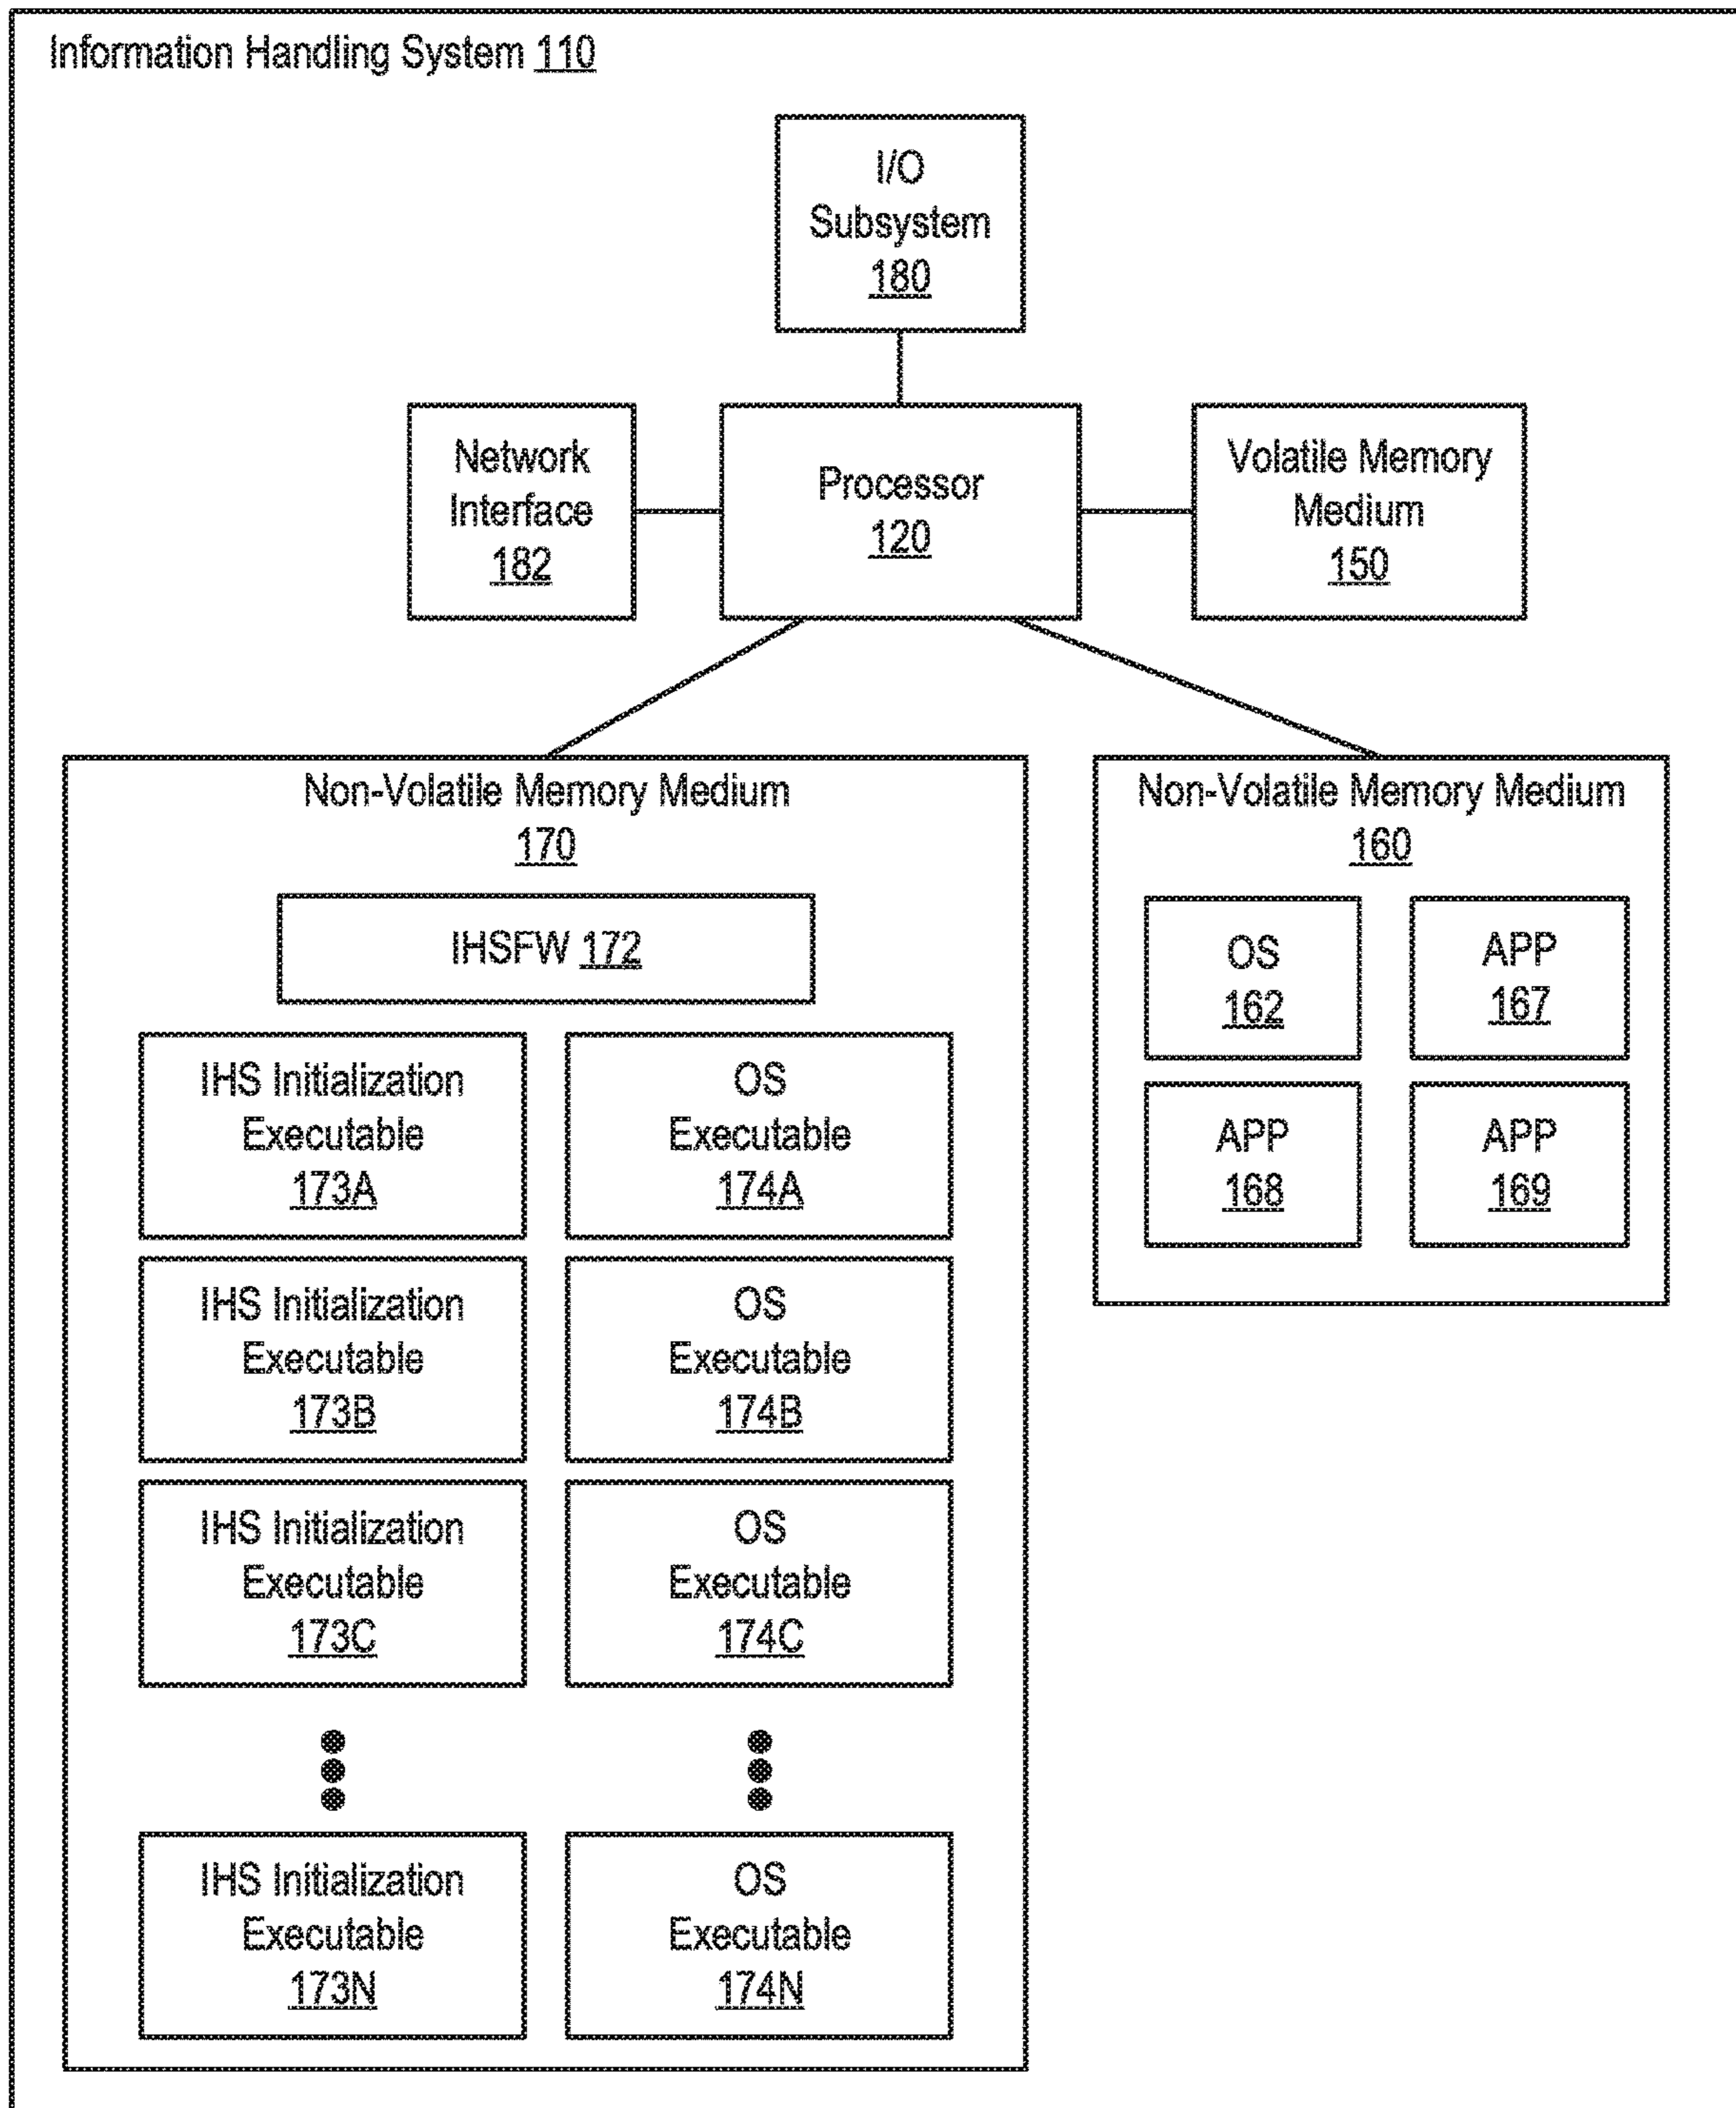 Information Handling System 110
I/O
Subsystem
180
Network
Interface
182
Processor
120
Volatile Memory
Medium
150
Non-Volatile Memory Medium
170
IHSFW 172
IHS Initialization
Executable
173A
OS
Executable
174A
IHS Initialization
Executable
173B
OS
Executable
174B
IHS Initialization
Executable
173C
OS
Executable
174C
IHS Initialization
Executable
173N
OS
Executable
174N
Non-Volatile Memory Medium
160
OS
162
APP
167
APP
168
APP
169